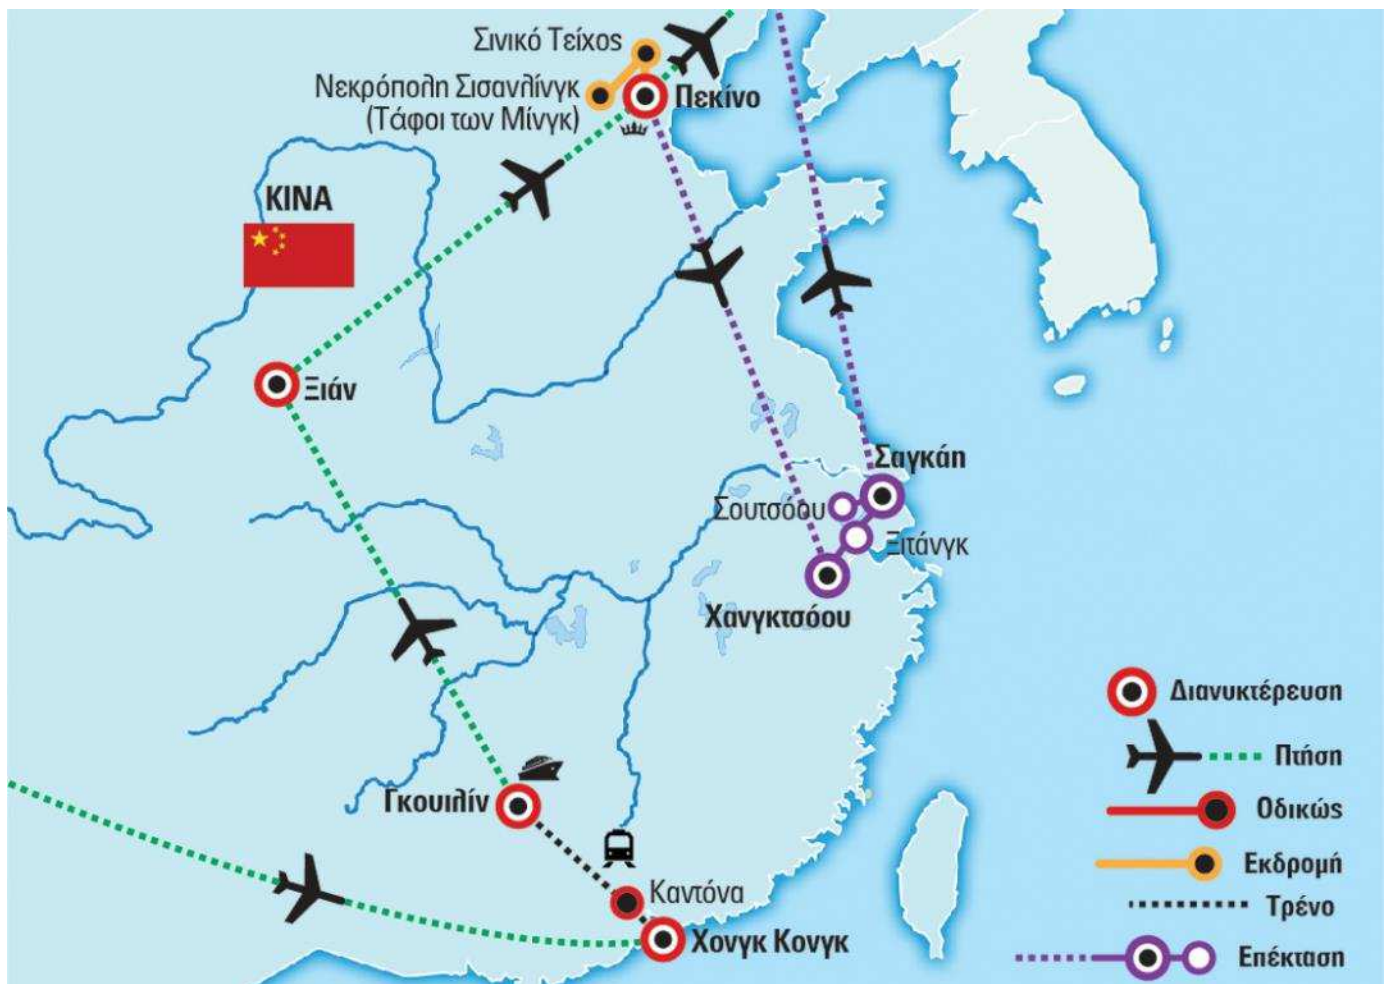 Σινικό Τείχος
Νεκρόπολη Σισανλίνγκ
(Τάφοι των Μίνγκ)
Πεκίνο
ΚΙΝΑ
Ξιάν
Σαγκάη
Σουτσόου
Ξιτάνγκ
Χανγκτσόου
Γκουιλίν
Καντόνα
Χονγκ Κονγκ
Διανυκτέρευση
Πτήση
Οδικώς
Εκδρομή
Τρένο
Επέκταση